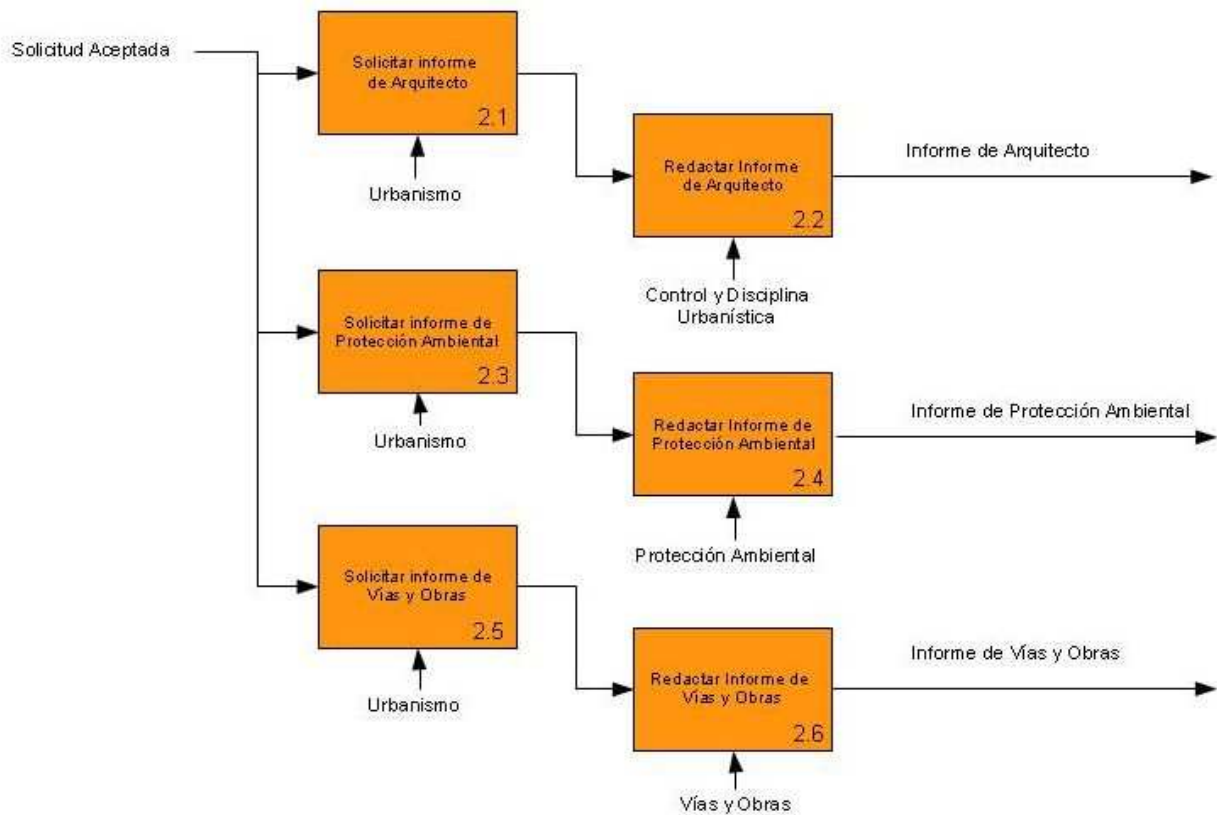 Solicitud Aceptada
Solicitar informe
de Arquitecto
2.1
Urbanismo
Redactar Informe
de Arquitecto
2.2
Informe de Arquitecto
Control y Disciplina
Urbanística
Solicitar informe de
Protección Ambiental
2.3
Urbanismo
Redactar Informe de
Protección Ambiental
2.4
Informe de Protección Ambiental
Protección Ambiental
Solicitar informe de
Vías y Obras
2.5
Urbanismo
Redactar Informe de
Vías y Obras
2.6
Informe de Vías y Obras
Vías y Obras